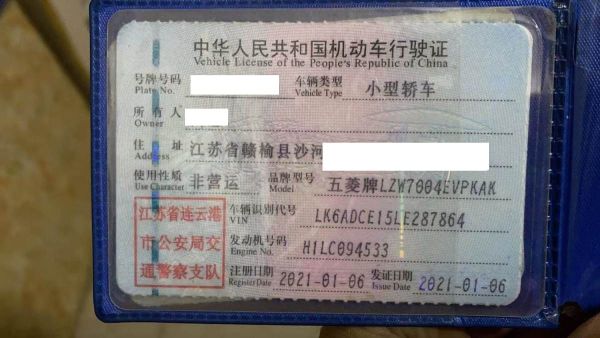 中华人民共和国机动车行驶证
Vehicle License of the People's Republic of China
号牌号码 车辆类型 小型轿车
Plate No. Vehicle Type
所有人
Owner
住址 江苏省赣榆县沙河
Address
使用性质 非营运 品牌型号 五菱牌LZW7004EVPKAK
Use Character Model
江苏省连云港 车辆识别代号 LK6ADCE15LE287864
VIN
市公安局交 发动机号码 H1LC094533
Engine No.
通警察支队 注册日期 2021-01-06 发证日期 2021-01-06
Register Date Issue Date